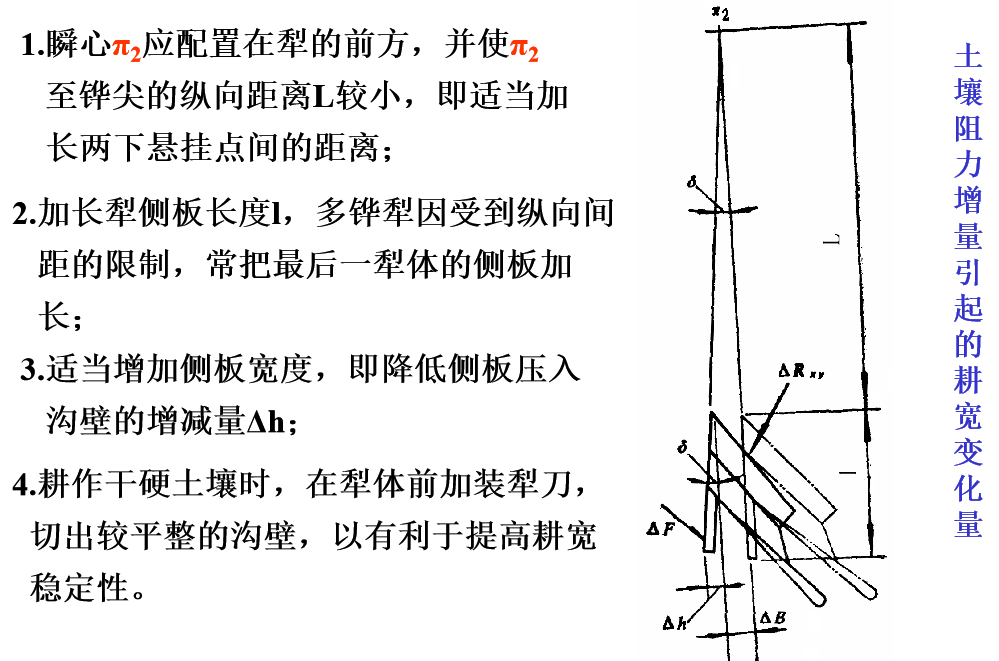 1.瞬心π2应配置在犁的前方，并使π2
至铧尖的纵向距离L较小，即适当加
长两下悬挂点间的距离；
2.加长犁侧板长度l，多铧犁因受到纵向间
距的限制，常把最后一犁体的侧板加
长；
3.适当增加侧板宽度，即降低侧板压入
沟壁的增减量Δh；
4.耕作干硬土壤时，在犁体前加装犁刀，
切出较平整的沟壁，以有利于提高耕宽
稳定性。
π2
δ
L
ΔRxy
δ
l
ΔF
Δh
ΔB
土壤阻力增量引起的耕宽变化量